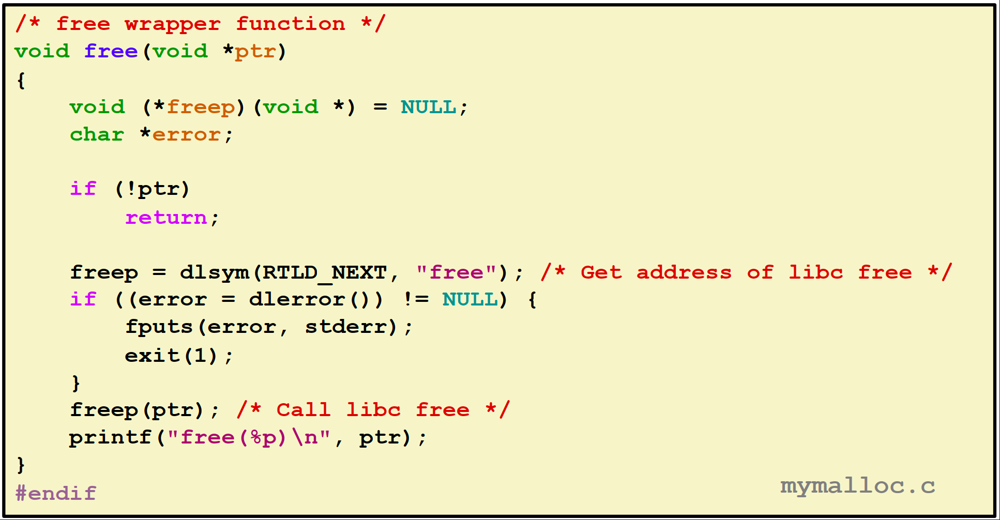 /* free wrapper function */
void free(void *ptr)
{
    void (*freep)(void *) = NULL;
    char *error;

    if (!ptr)
        return;

    freep = dlsym(RTLD_NEXT, "free"); /* Get address of libc free */
    if ((error = dlerror()) != NULL) {
        fputs(error, stderr);
        exit(1);
    }
    freep(ptr); /* Call libc free */
    printf("free(%p)\n", ptr);
}
#endif
mymalloc.c